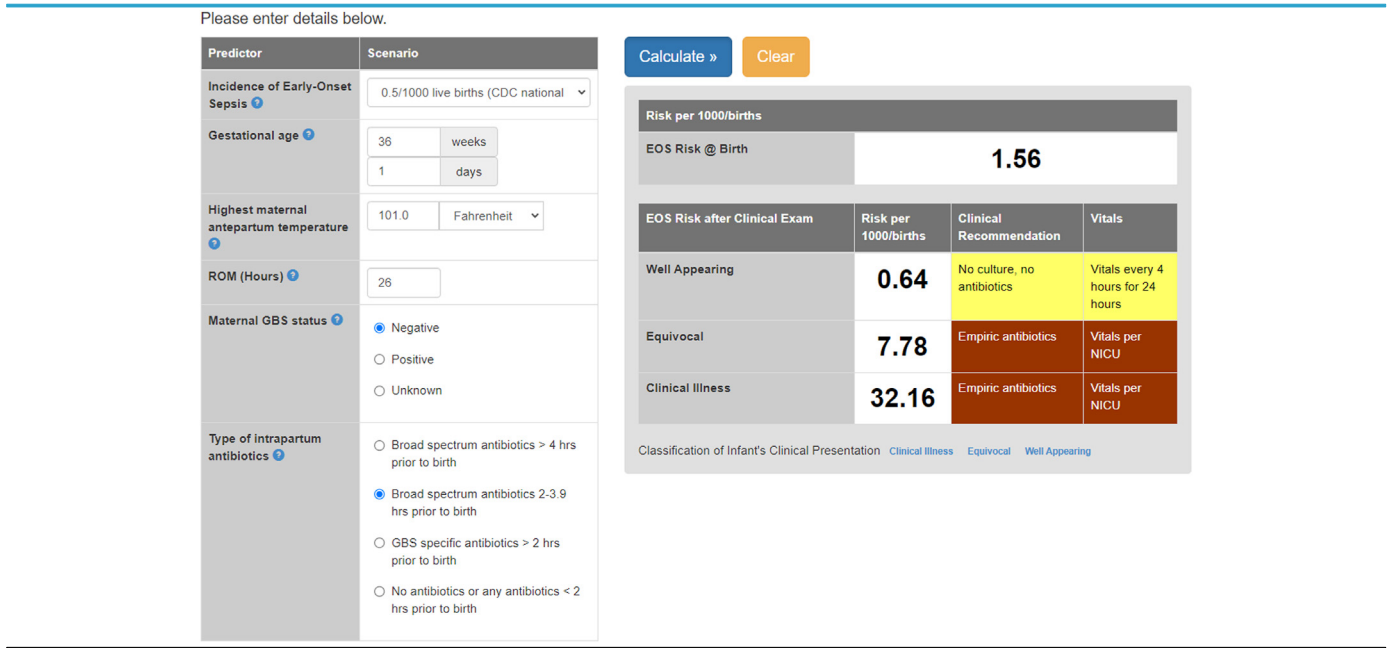 Please enter details below.
Predictor
Scenario
Incidence of Early-Onset
Sepsis ?
0.5/1000 live births (CDC national
Gestational age ?
36
weeks
1
days
Highest maternal
antepartum temperature
?
101.0
Fahrenheit
ROM (Hours) ?
26
Maternal GBS status ?
Negative
Positive
Unknown
Type of intrapartum
antibiotics ?
Broad spectrum antibiotics > 4 hrs
prior to birth
Broad spectrum antibiotics 2-3.9
hrs prior to birth
GBS specific antibiotics > 2 hrs
prior to birth
No antibiotics or any antibiotics < 2
hrs prior to birth
Calculate »
Clear
Risk per 1000/births
EOS Risk @ Birth
1.56
EOS Risk after Clinical Exam
Risk per
1000/births
Clinical
Recommendation
Vitals
Well Appearing
0.64
No culture, no
antibiotics
Vitals every 4
hours for 24
hours
Equivocal
7.78
Empiric antibiotics
Vitals per
NICU
Clinical Illness
32.16
Empiric antibiotics
Vitals per
NICU
Classification of Infant's Clinical Presentation Clinical Illness Equivocal Well Appearing